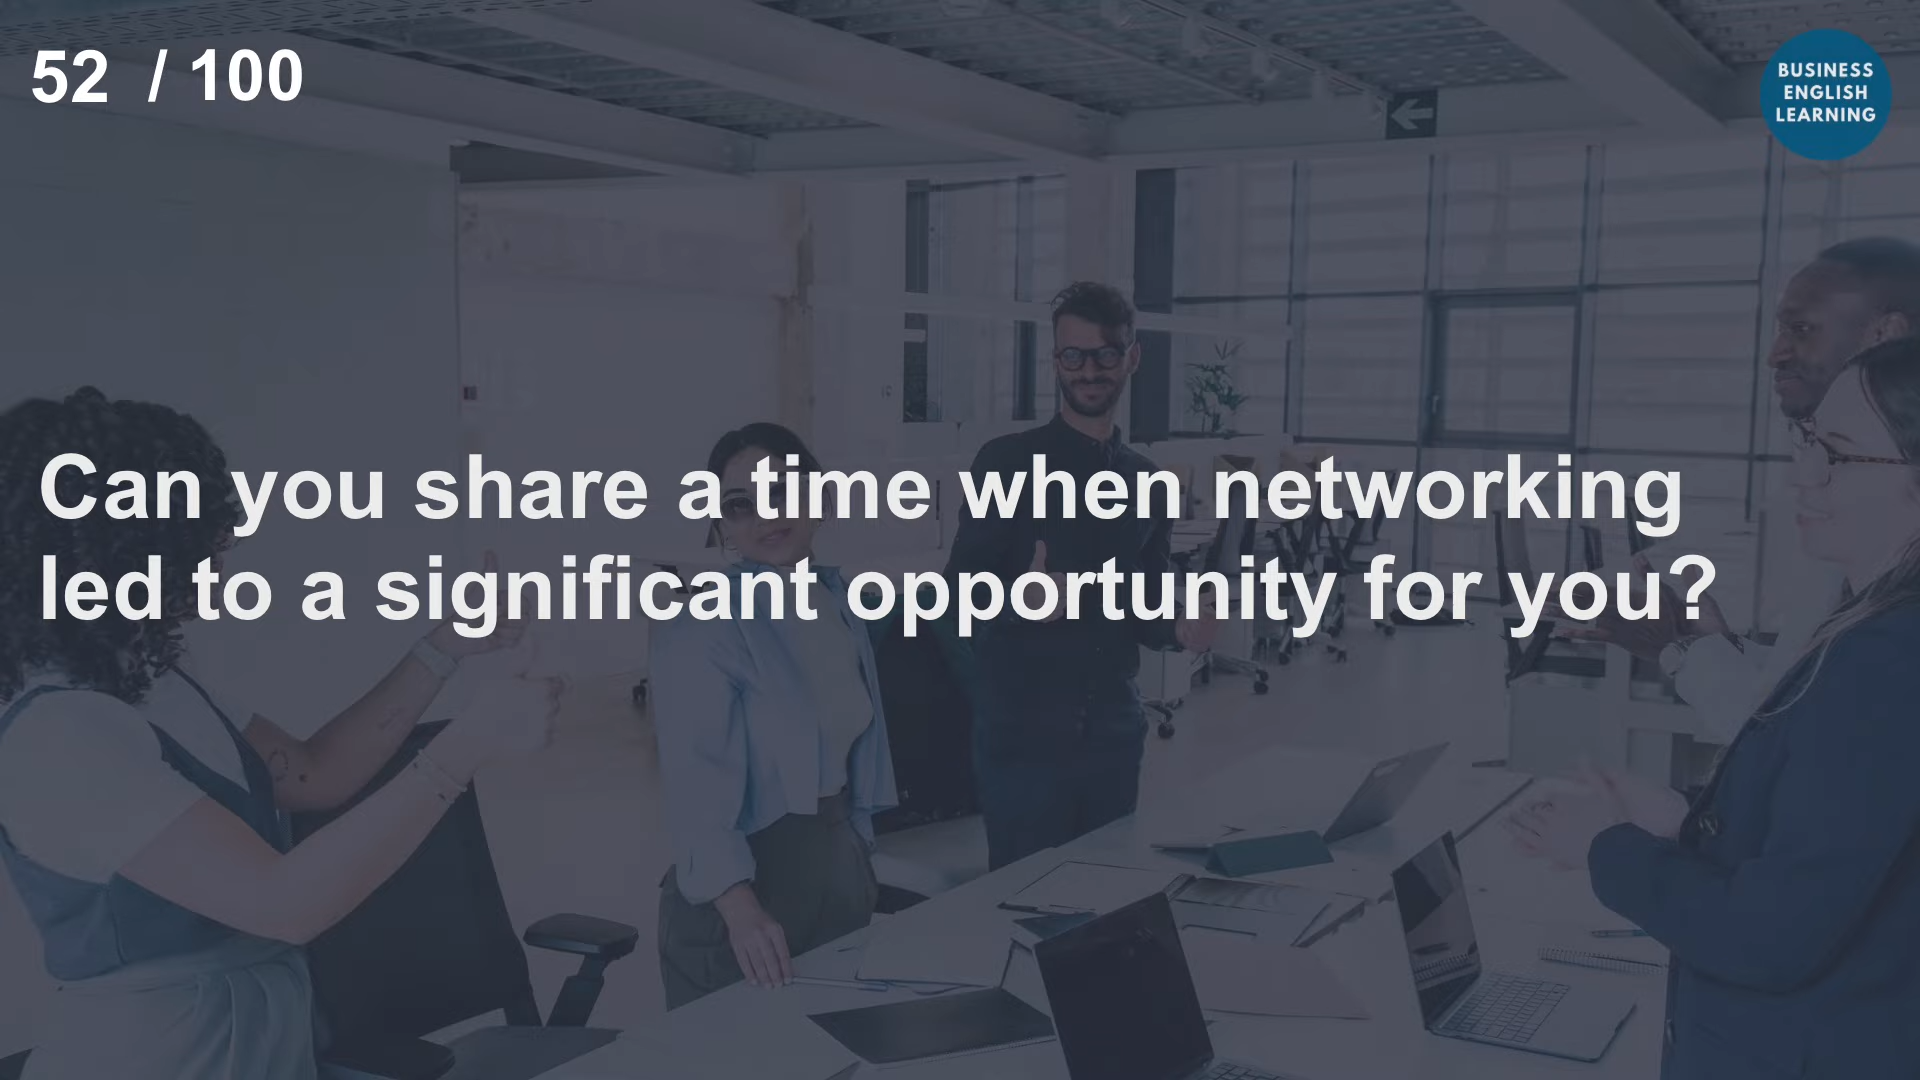 52 / 100
BUSINESS
ENGLISH
LEARNING
Can you share a time when networking
led to a significant opportunity for you?